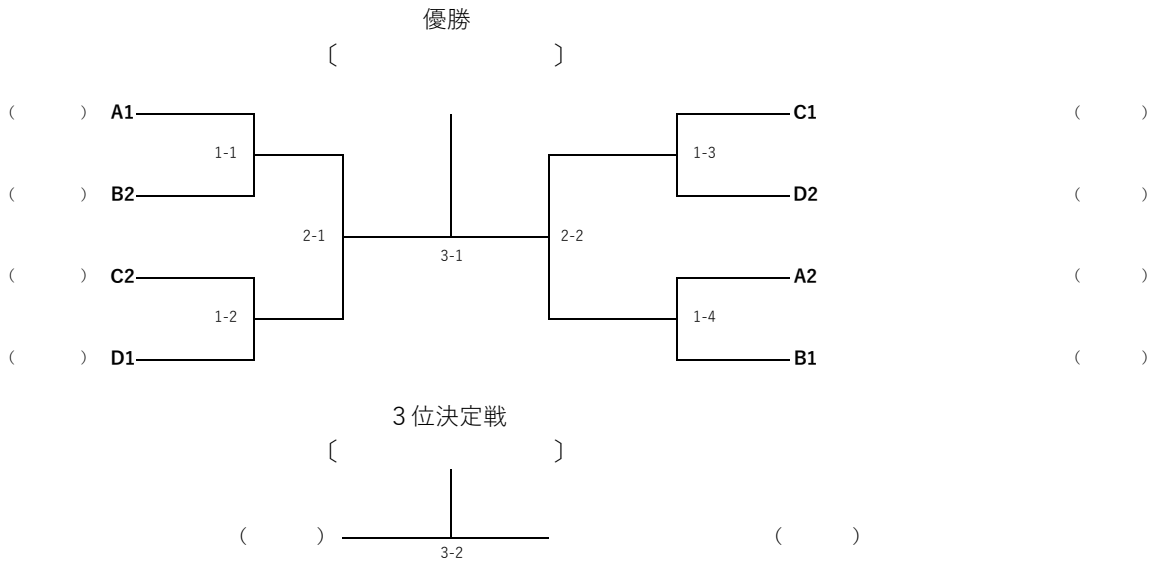 優勝
〔　　　　　〕
（　　　） A1 C1 （　　　）
1-1 1-3
（　　　） B2 D2 （　　　）
2-1 2-2
3-1
（　　　） C2 A2 （　　　）
1-2 1-4
（　　　） D1 B1 （　　　）
３位決定戦
〔　　　　　〕
（　　　） （　　　）
3-2